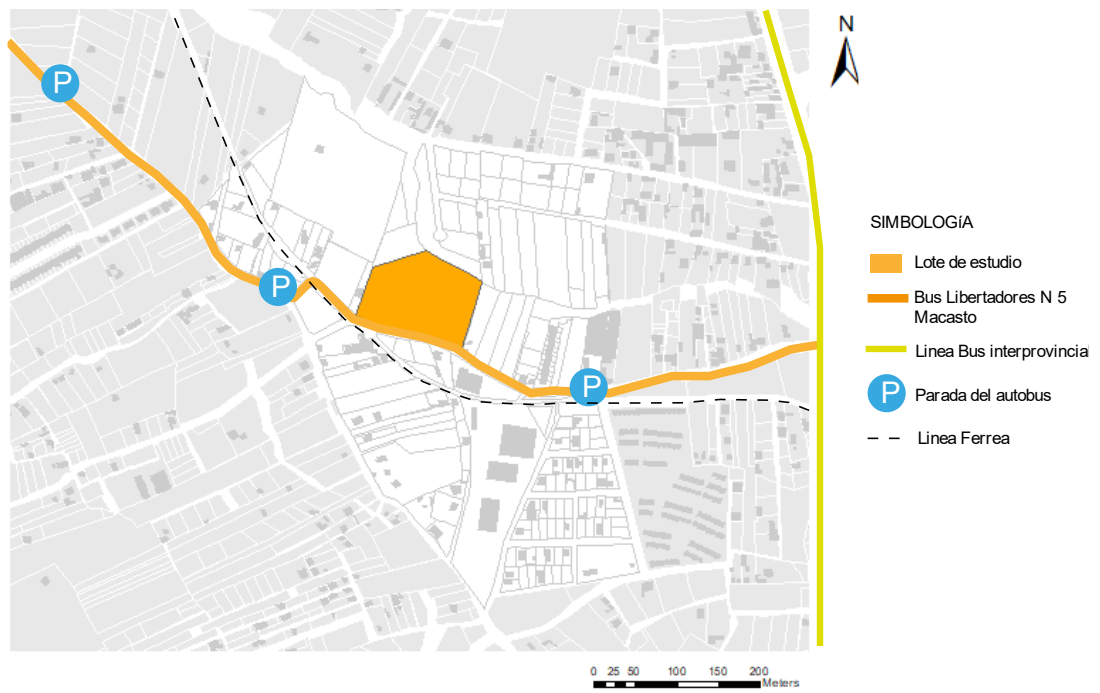 P
N
P
P
SIMBOLOGíA
Lote de estudio
Bus Libertadores N 5
Macasto
Linea Bus interprovincial
P Parada del autobus
Linea Ferrea
0 25 50 100 150 200
Meters